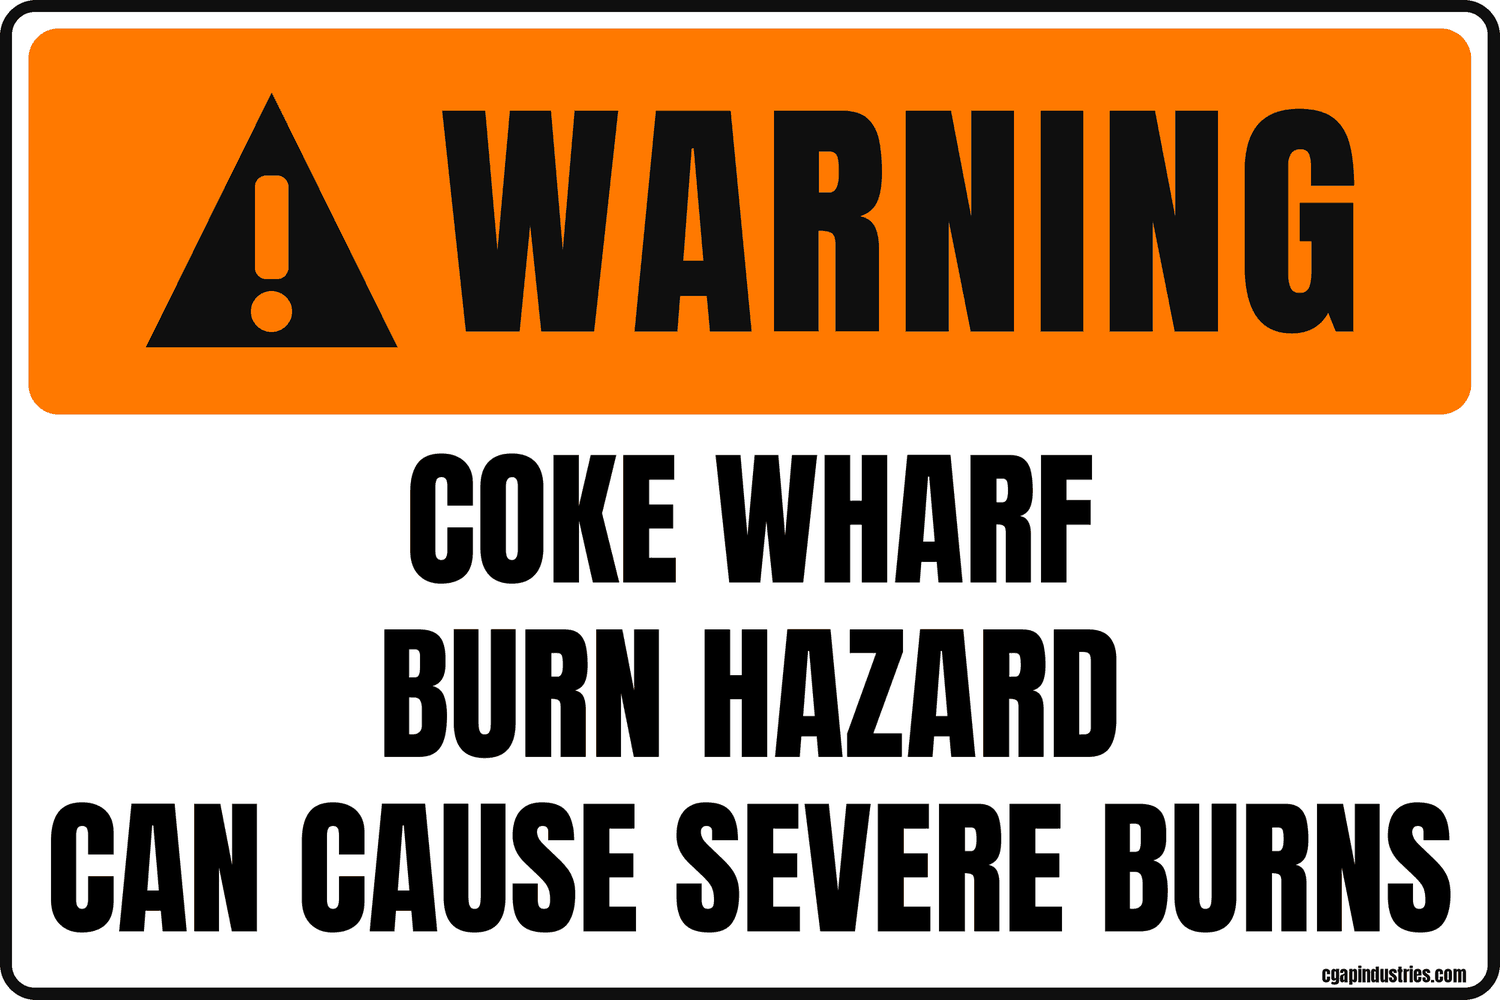 WARNING
COKE WHARF
BURN HAZARD
CAN CAUSE SEVERE BURNS
cgapindustries.com